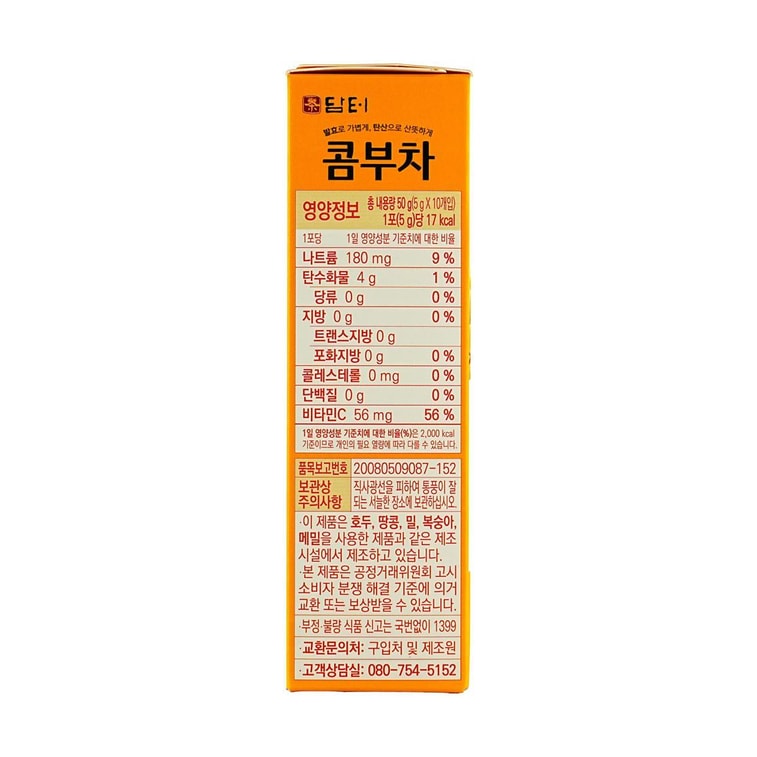 담터
발효로 가볍게, 탄산으로 산뜻하게
콤부차
영양정보
총 내용량 50 g(5 g X 10개입)
1포(5 g)당 17 kcal
1포당 1일 영양성분 기준치에 대한 비율
나트륨 180 mg 9 %
탄수화물 4 g 1 %
당류 0 g 0 %
지방 0 g 0 %
트랜스지방 0 g
포화지방 0 g 0 %
콜레스테롤 0 mg 0 %
단백질 0 g 0 %
비타민C 56 mg 56 %
1일 영양성분 기준치에 대한 비율(%)은 2,000 kcal
기준이므로 개인의 필요 열량에 따라 다를 수 있습니다.
품목보고번호 20080509087-152
보관상
주의사항
직사광선을 피하여 통풍이 잘
되는 서늘한 장소에 보관하십시오.
·이 제품은 호두, 땅콩, 밀, 복숭아,
메밀을 사용한 제품과 같은 제조
시설에서 제조하고 있습니다.
·본 제품은 공정거래위원회 고시
소비자 분쟁 해결 기준에 의거
교환 또는 보상받을 수 있습니다.
·부정·불량 식품 신고는 국번없이 1399
·교환문의처: 구입처 및 제조원
·고객상담실: 080-754-5152